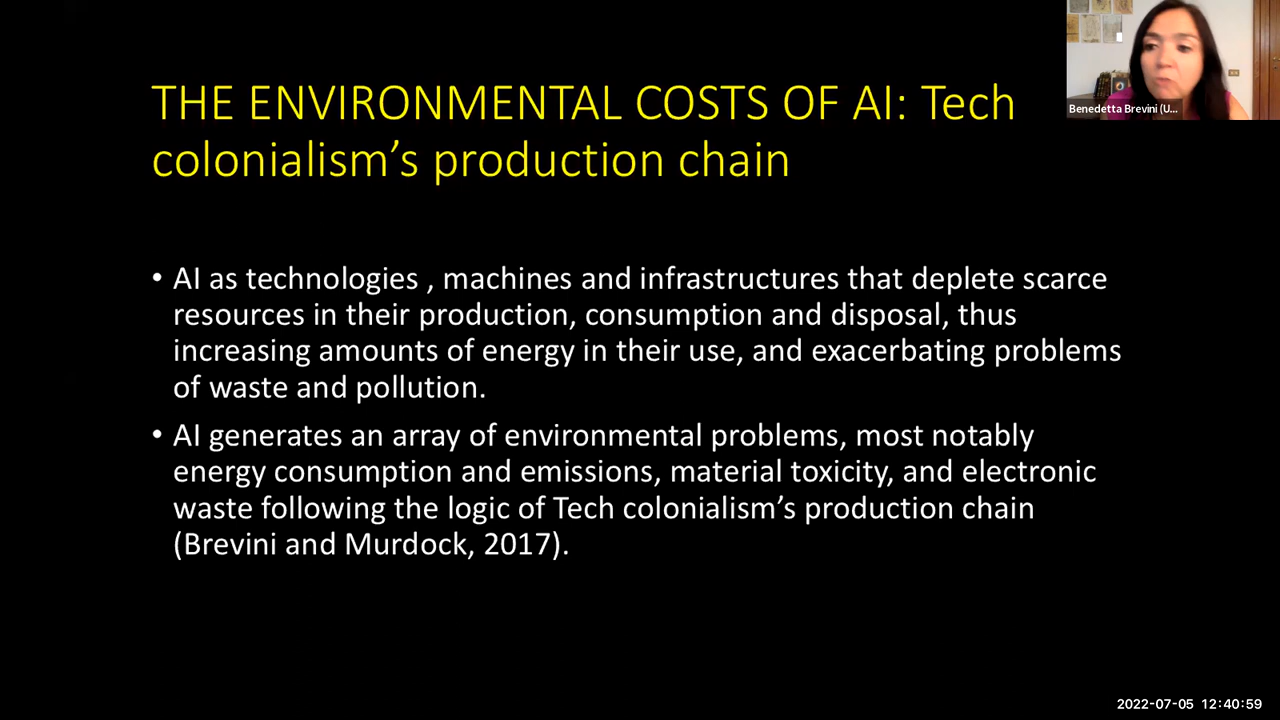 THE ENVIRONMENTAL COSTS OF AI: Tech
colonialism's production chain
Benedetta Brevini (U...
• AI as technologies , machines and infrastructures that deplete scarce
resources in their production, consumption and disposal, thus
increasing amounts of energy in their use, and exacerbating problems
of waste and pollution.
• AI generates an array of environmental problems, most notably
energy consumption and emissions, material toxicity, and electronic
waste following the logic of Tech colonialism's production chain
(Brevini and Murdock, 2017).
2022-07-05 12:40:59